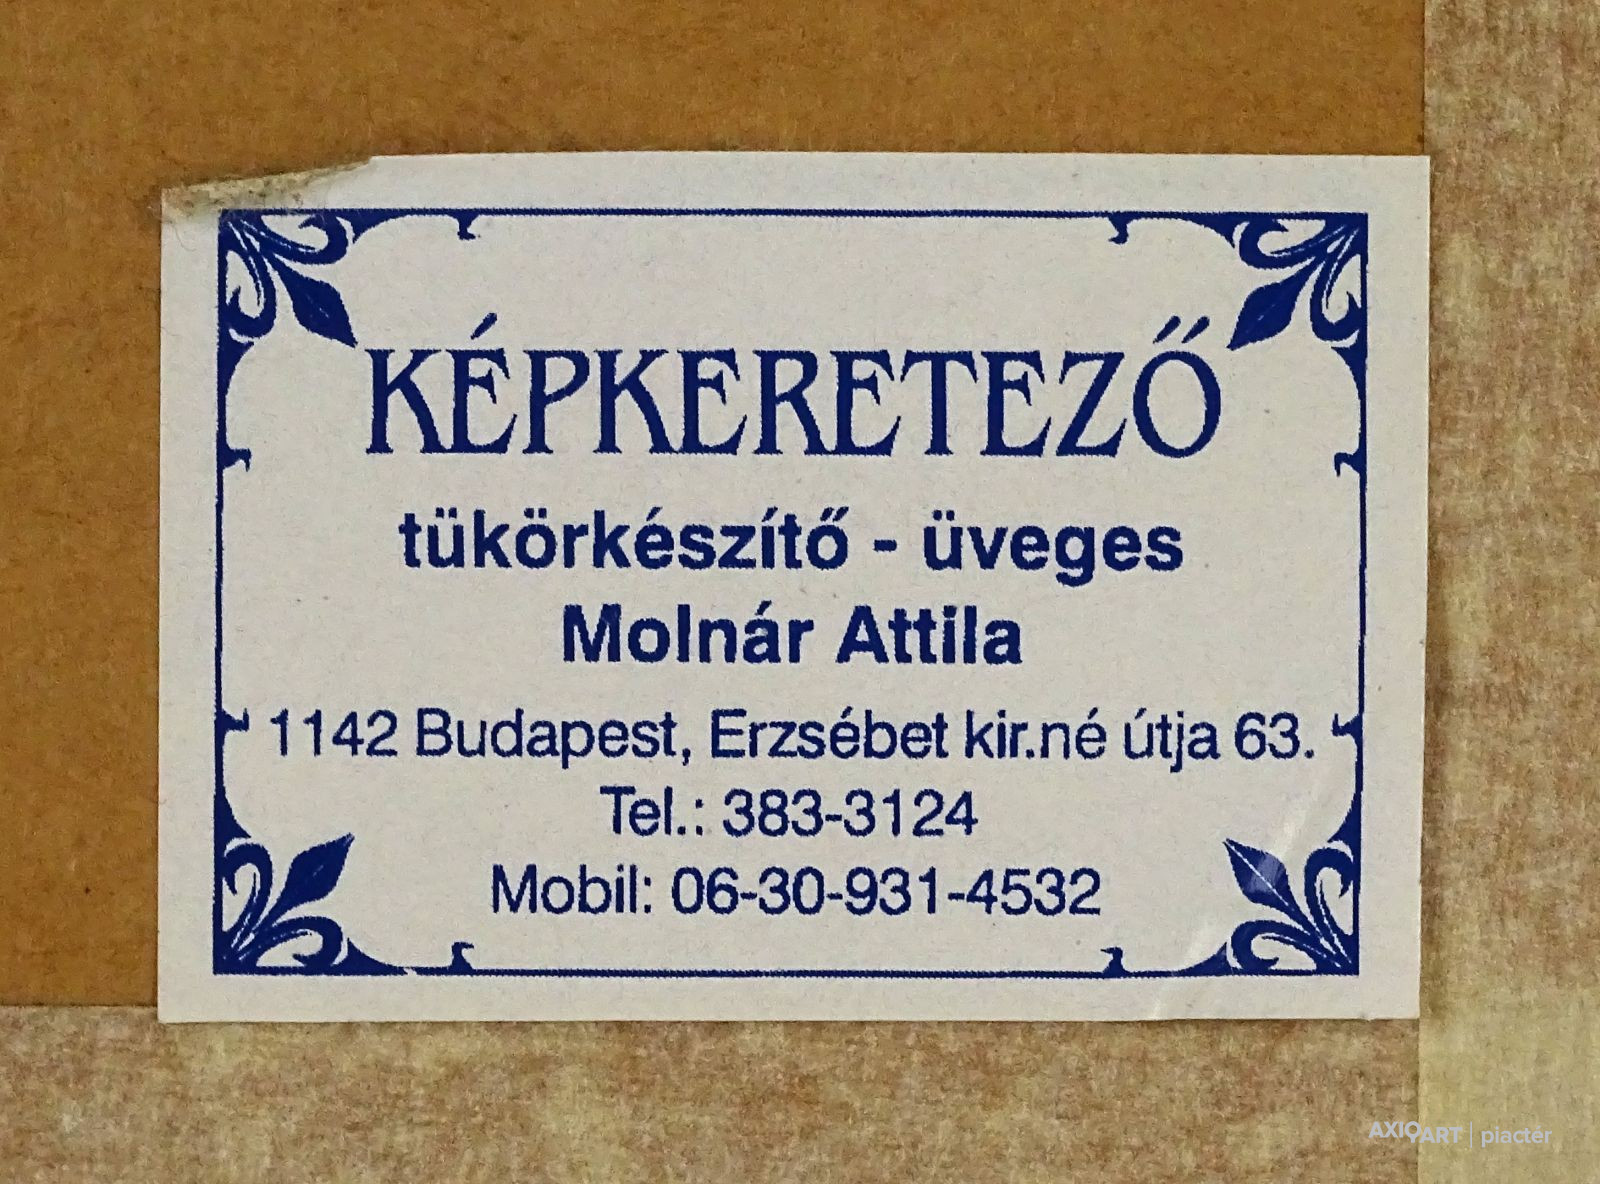 KÉPKERETEZŐ
tükörkészítő - üveges
Molnár Attila
1142 Budapest, Erzsébet kir.né útja 63.
Tel.: 383-3124
Mobil: 06-30-931-4532
AXIOART | piactér